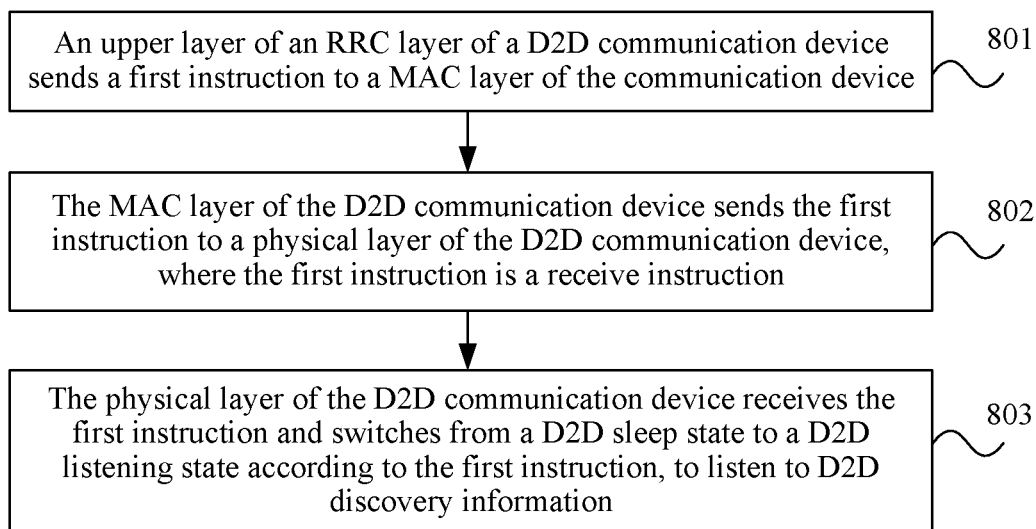 An upper layer of an RRC layer of a D2D communication device
sends a first instruction to a MAC layer of the communication device
801
The MAC layer of the D2D communication device sends the first
instruction to a physical layer of the D2D communication device,
where the first instruction is a receive instruction
802
The physical layer of the D2D communication device receives the
first instruction and switches from a D2D sleep state to a D2D
listening state according to the first instruction, to listen to D2D
discovery information
803